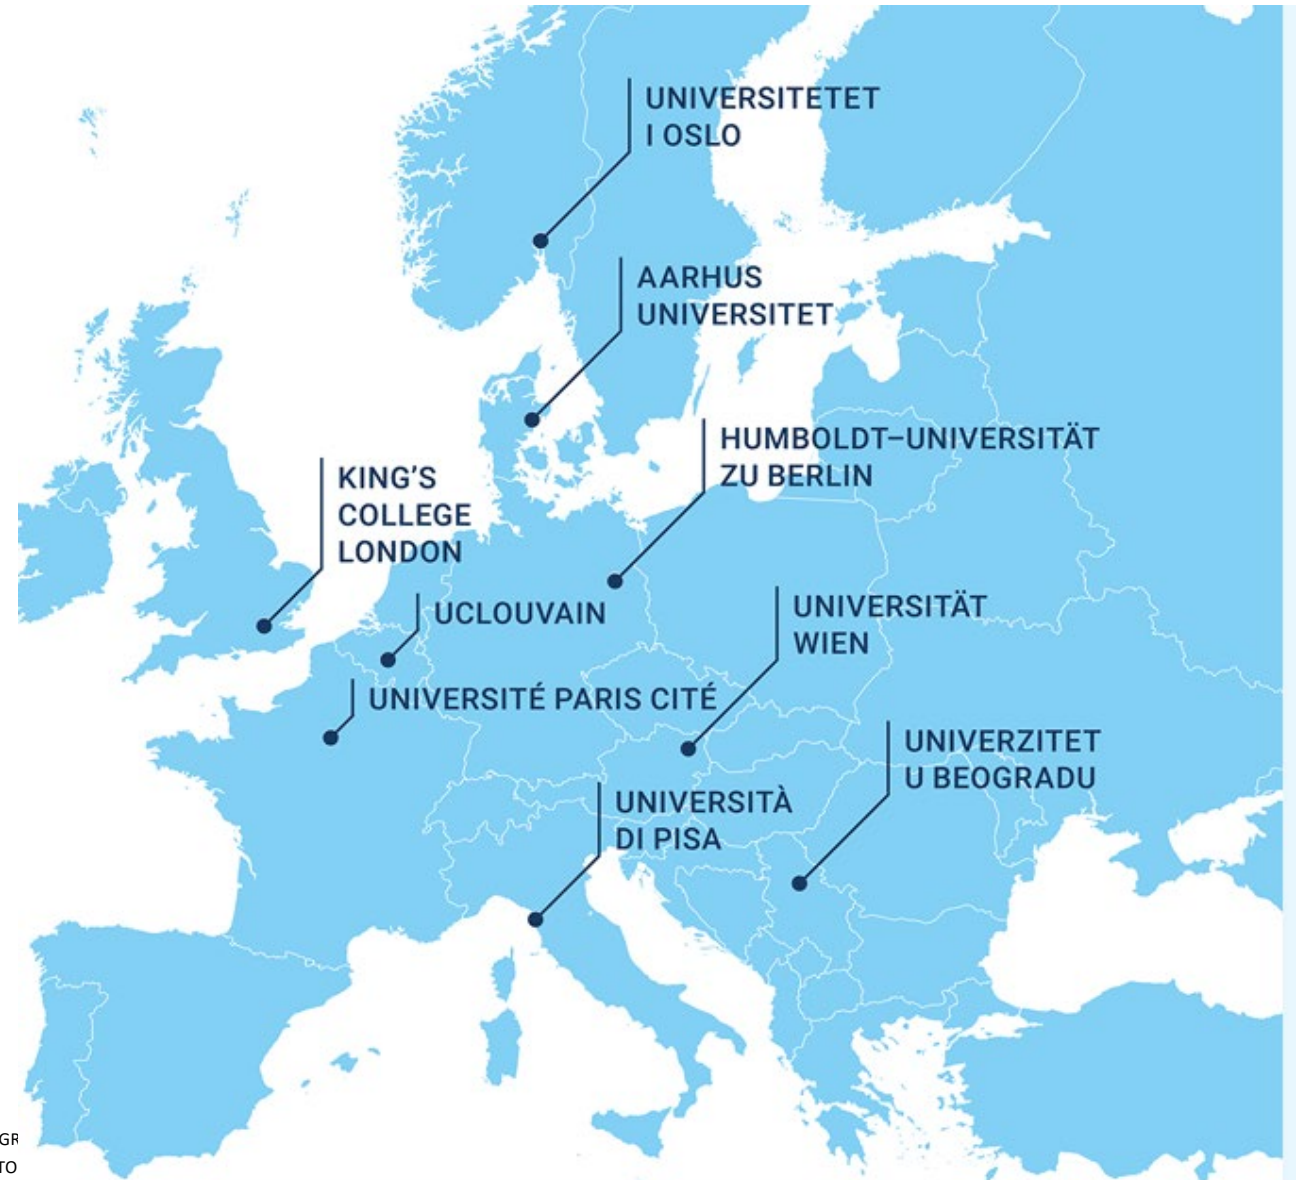 UNIVERSITETET
I OSLO
AARHUS
UNIVERSITET
HUMBOLDT–UNIVERSITÄT
ZU BERLIN
KING’S
COLLEGE
LONDON
UCLOUVAIN
UNIVERSITÄT
WIEN
UNIVERSITÉ PARIS CITÉ
UNIVERZITET
U BEOGRADU
UNIVERSITÀ
DI PISA